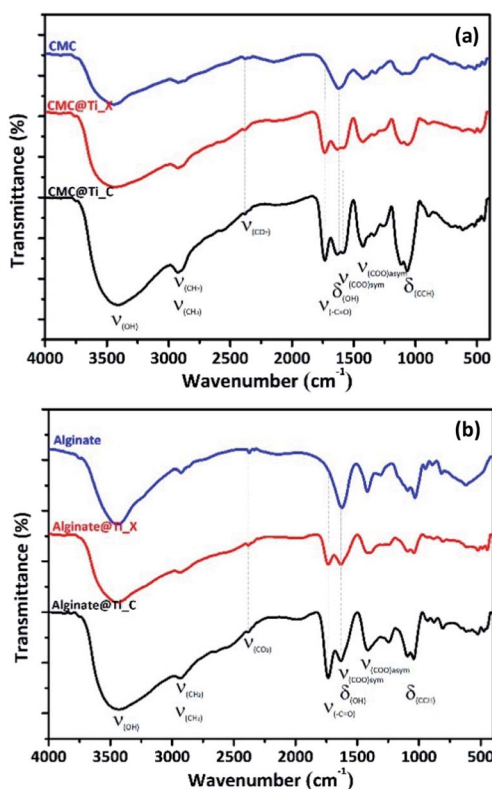 (a)
CMC
CMC@Ti_X
CMC@Ti_C
Transmittance (%)
ν(CO₂)
ν(COO)asym
ν(CH₂)
ν(COO)sym
δ(CCH)
δ(OH)
ν(CH₂)
ν(-C=O)
ν(OH)
4000 3500 3000 2500 2000 1500 1000 500
Wavenumber (cm⁻¹)
(b)
Alginate
Alginate@Ti_X
Alginate@Ti_C
Transmittance (%)
ν(CO₂)
ν(COO)asym
ν(CH₂)
ν(COO)sym
δ(CCH)
δ(OH)
ν(CH₂)
ν(-C=O)
ν(OH)
4000 3500 3000 2500 2000 1500 1000 500
Wavenumber (cm⁻¹)